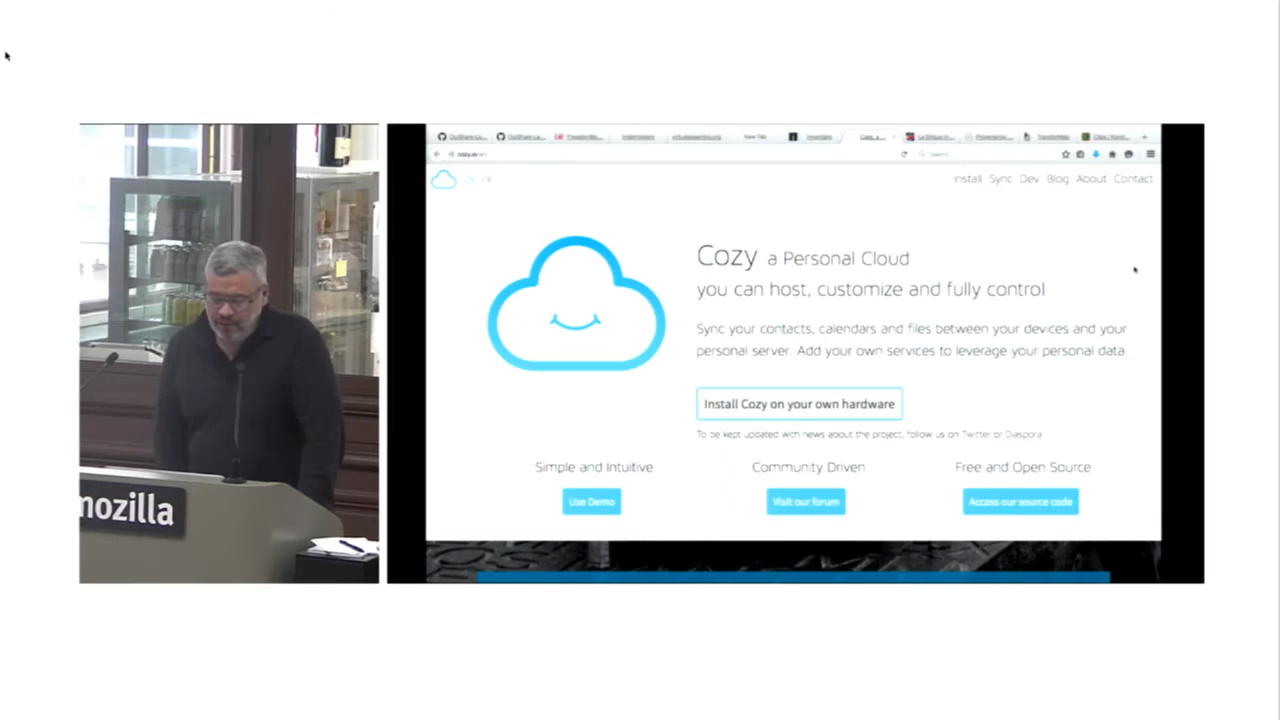 mozilla
New Tab
Install Sync Dev Blog About Contact
Cozy a Personal Cloud
you can host, customize and fully control
Sync your contacts, calendars and files between your devices and your
personal server. Add your own services to leverage your personal data.
Install Cozy on your own hardware
To be kept updated with news about the project, follow us on Twitter or Diaspora
Simple and Intuitive
Community Driven
Free and Open Source
Use Demo
Visit our forum
Access our source code